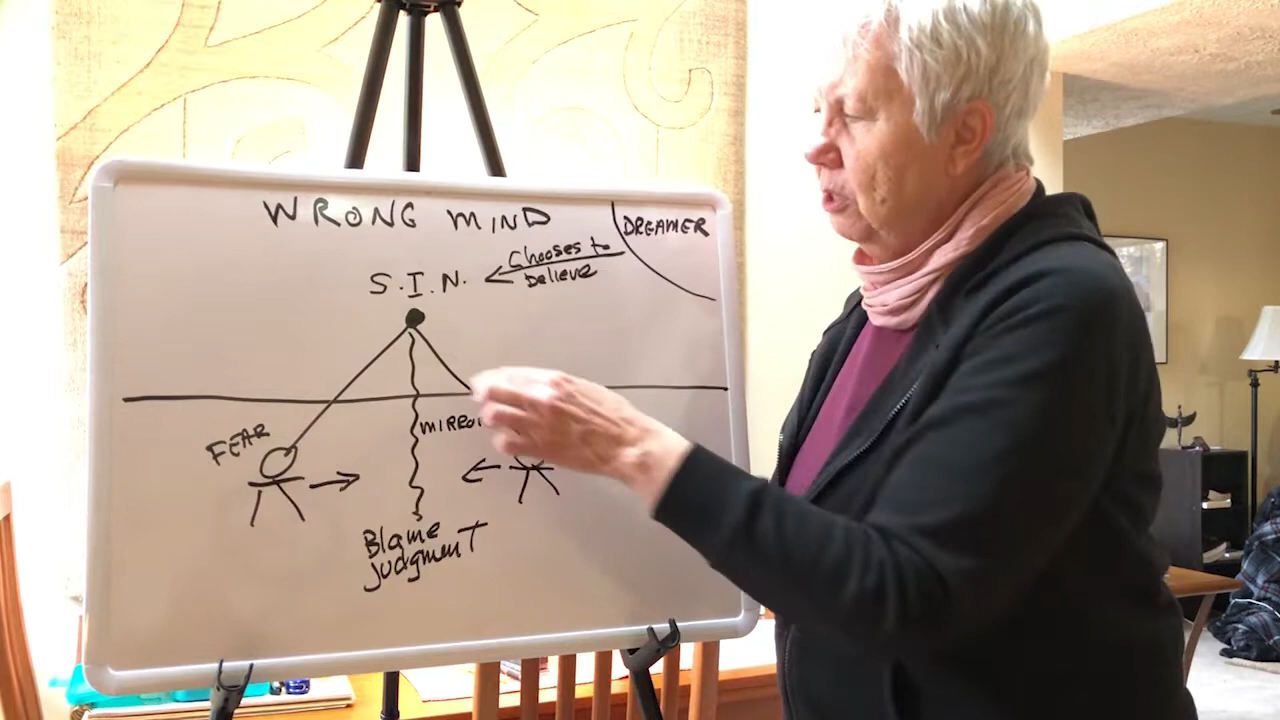 WRONG MIND
DREAMER
Chooses to
believe
S.I.N.
FEAR
Blame
judgment